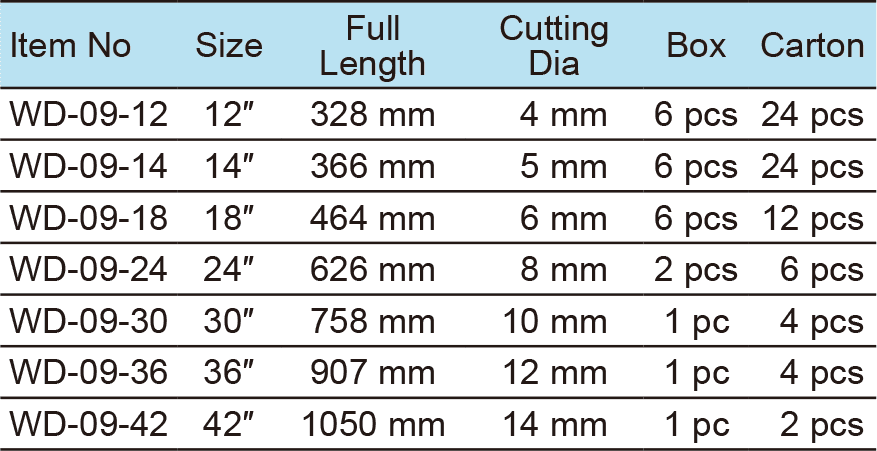 Item No Size Full Length Cutting Dia Box Carton
WD-09-12 12″ 328 mm 4 mm 6 pcs 24 pcs
WD-09-14 14″ 366 mm 5 mm 6 pcs 24 pcs
WD-09-18 18″ 464 mm 6 mm 6 pcs 12 pcs
WD-09-24 24″ 626 mm 8 mm 2 pcs 6 pcs
WD-09-30 30″ 758 mm 10 mm 1 pc 4 pcs
WD-09-36 36″ 907 mm 12 mm 1 pc 4 pcs
WD-09-42 42″ 1050 mm 14 mm 1 pc 2 pcs